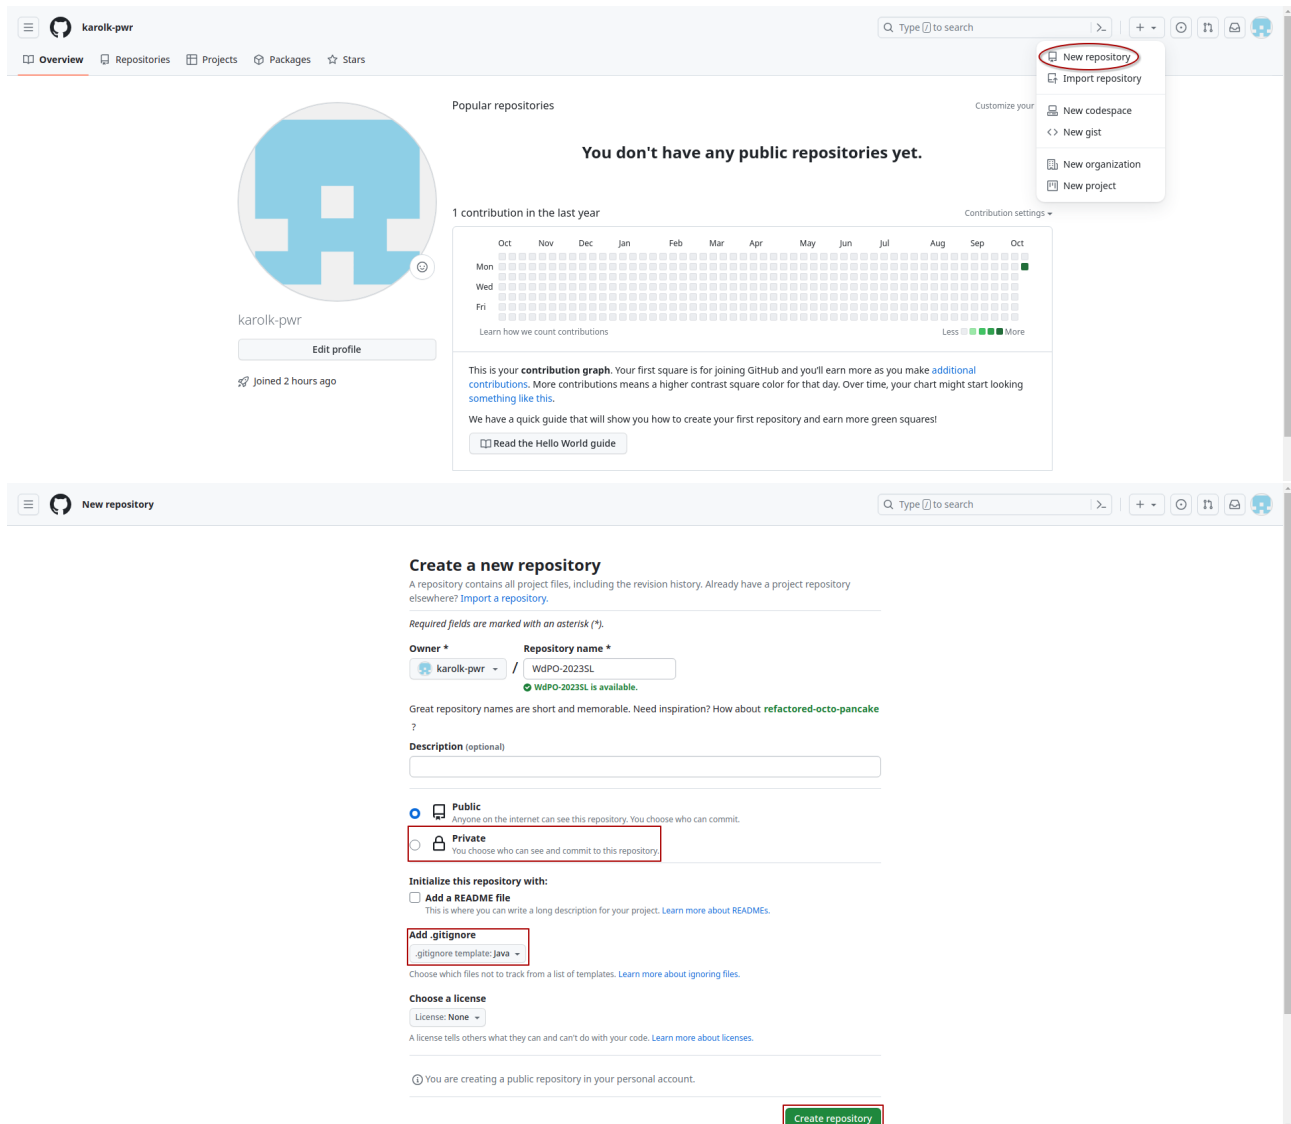 karolk-pwr
Type / to search
Overview Repositories Projects Packages Stars
New repository
Import repository
New codespace
New gist
New organization
New project
Popular repositories
Customize your
You don't have any public repositories yet.
1 contribution in the last year
Contribution settings
Oct Nov Dec Jan Feb Mar Apr May Jun Jul Aug Sep Oct
Mon
Wed
Fri
Learn how we count contributions
Less More
karolk-pwr
Edit profile
Joined 2 hours ago
This is your contribution graph. Your first square is for joining GitHub and you'll earn more as you make additional
contributions. More contributions means a higher contrast square color for that day. Over time, your chart might start looking
something like this.
We have a quick guide that will show you how to create your first repository and earn more green squares!
Read the Hello World guide
New repository
Type / to search
Create a new repository
A repository contains all project files, including the revision history. Already have a project repository
elsewhere? Import a repository.
Required fields are marked with an asterisk (*).
Owner * Repository name *
karolk-pwr / WdPO-2023SL
WdPO-2023SL is available.
Great repository names are short and memorable. Need inspiration? How about refactored-octo-pancake
?
Description (optional)
Public
Anyone on the internet can see this repository. You choose who can commit.
Private
You choose who can see and commit to this repository.
Initialize this repository with:
Add a README file
This is where you can write a long description for your project. Learn more about READMEs.
Add .gitignore
.gitignore template: Java
Choose which files not to track from a list of templates. Learn more about ignoring files.
Choose a license
License: None
A license tells others what they can and can't do with your code. Learn more about licenses.
You are creating a public repository in your personal account.
Create repository